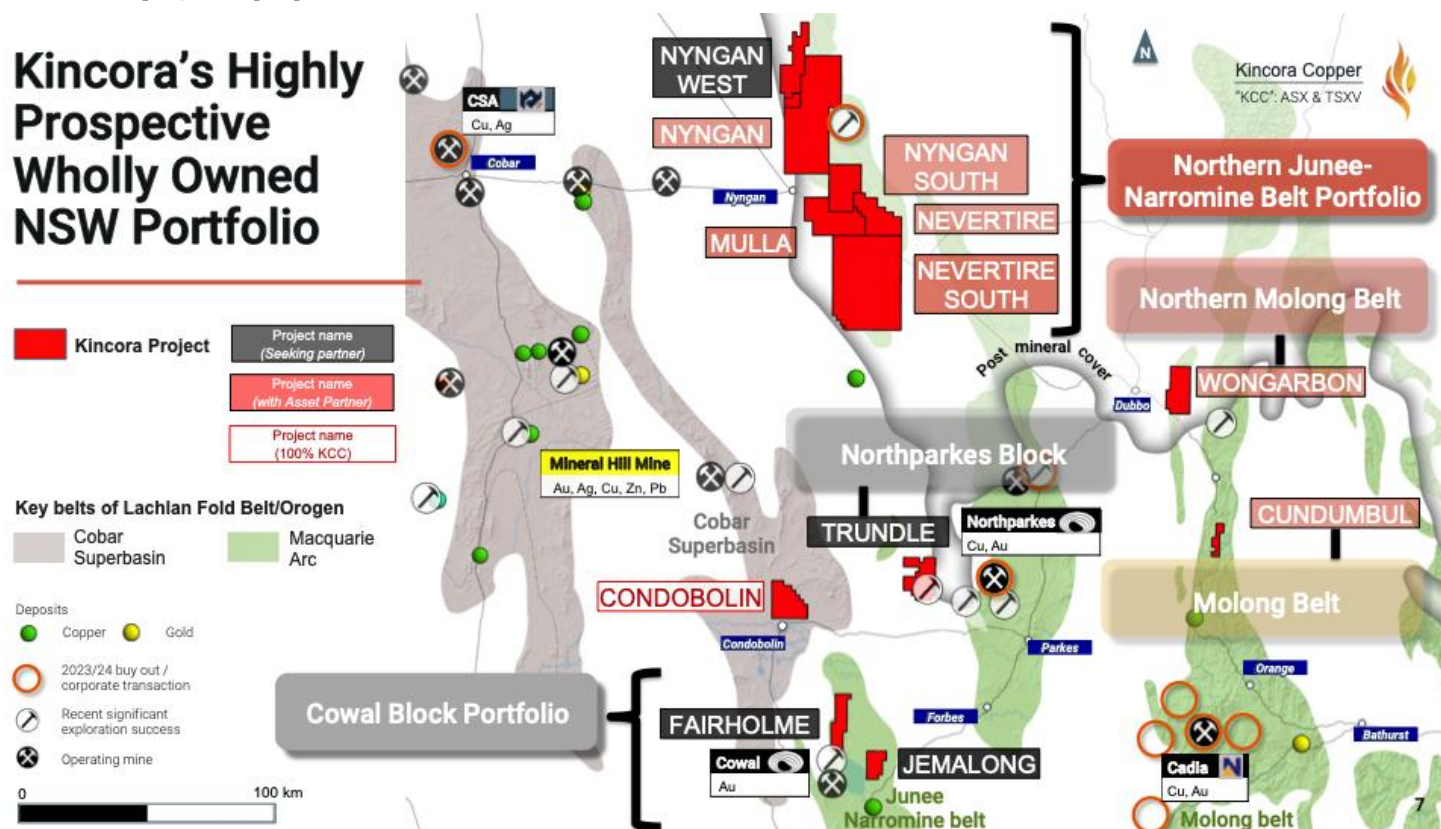 Kincora's Highly
Prospective
Wholly Owned
NSW Portfolio
Kincora Project
Project name
(Seeking partner)
Project name
(with Asset Partner)
Project name
(100% KCC)
Key belts of Lachlan Fold Belt/Orogen
Cobar
Superbasin
Macquarie
Arc
Deposits
Copper
Gold
2023/24 buy out /
corporate transaction
Recent significant
exploration success
Operating mine
0
100 km
CSA
Cu, Ag
Cobar
NYNGAN
WEST
NYNGAN
Nyngan
MULLA
NYNGAN
SOUTH
NEVERTIRE
NEVERTIRE
SOUTH
N
Kincora Copper
"KCC": ASX & TSXV
Northern Junee-
Narromine Belt Portfolio
Northern Molong Belt
Post mineral cover
Dubbo
WONGARBON
Northparkes Block
Mineral Hill Mine
Au, Ag, Cu, Zn, Pb
Cobar
Superbasin
TRUNDLE
Northparkes
Cu, Au
CUNDUMBUL
CONDOBOLIN
Condobolin
Molong Belt
Parkes
Orange
Cowal Block Portfolio
FAIRHOLME
Forbes
Bathurst
Cowal
Au
JEMALONG
Cadia
Cu, Au
Junee
Narromine belt
Molong belt
7